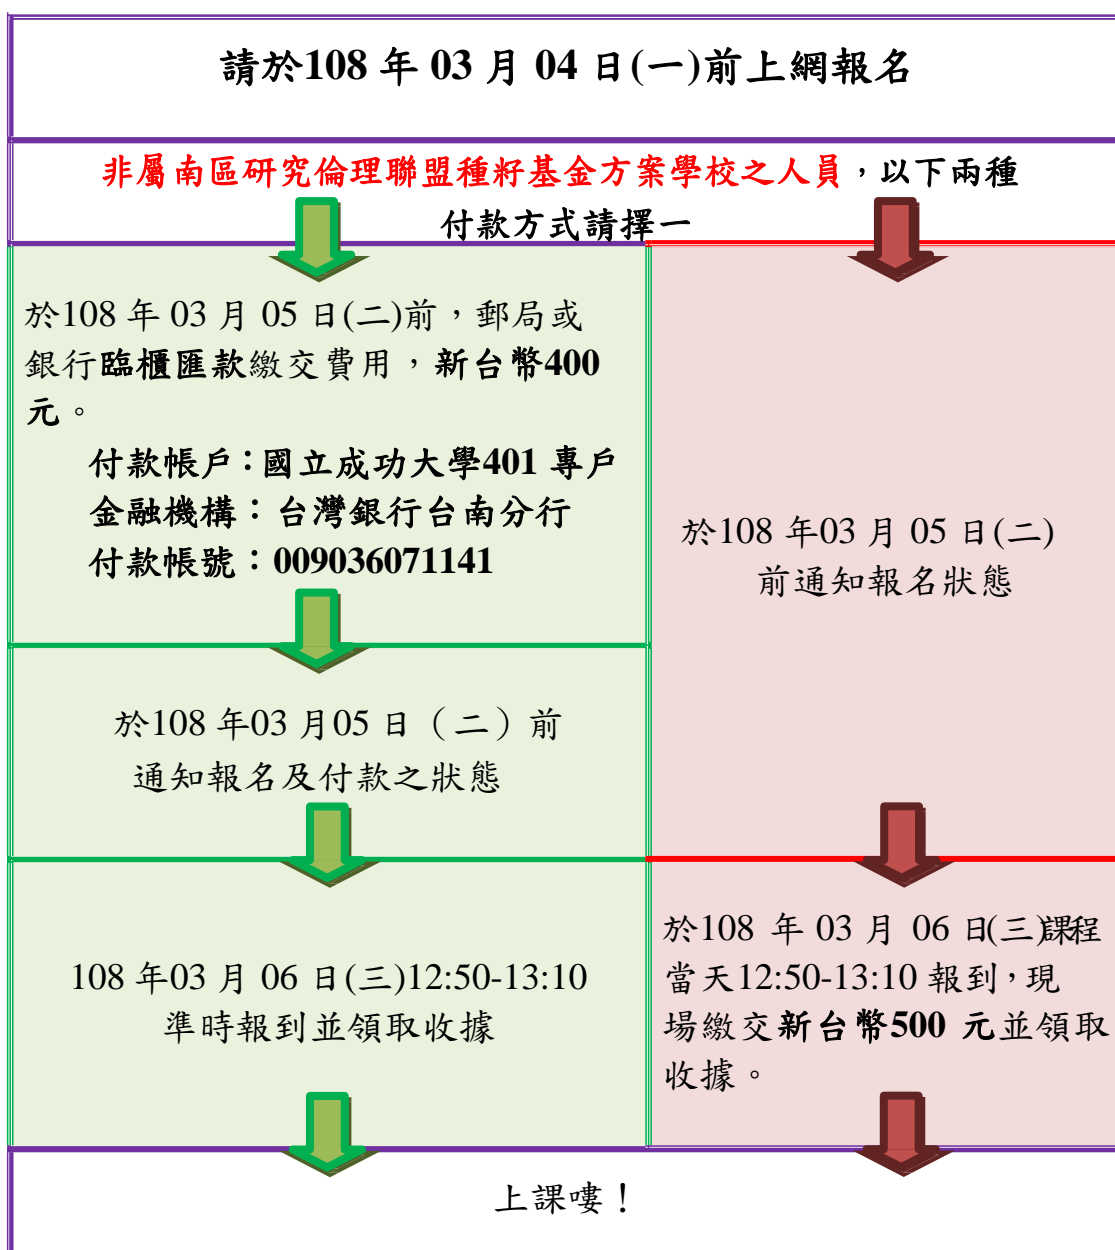 請於108 年 03 月 04 日(一)前上網報名
非屬南區研究倫理聯盟種籽基金方案學校之人員，以下兩種
付款方式請擇一
於108 年 03 月 05 日(二)前，郵局或
銀行臨櫃匯款繳交費用，新台幣400
元。
付款帳戶：國立成功大學401 專戶
金融機構：台灣銀行台南分行
付款帳號：009036071141
於108 年03 月05 日（二）前
通知報名及付款之狀態
108 年03 月 06 日(三)12:50-13:10
準時報到並領取收據
於108 年03 月 05 日(二)
前通知報名狀態
於108 年 03 月 06 日(三)課程
當天12:50-13:10 報到，現
場繳交新台幣500 元並領取
收據。
上課嘍！